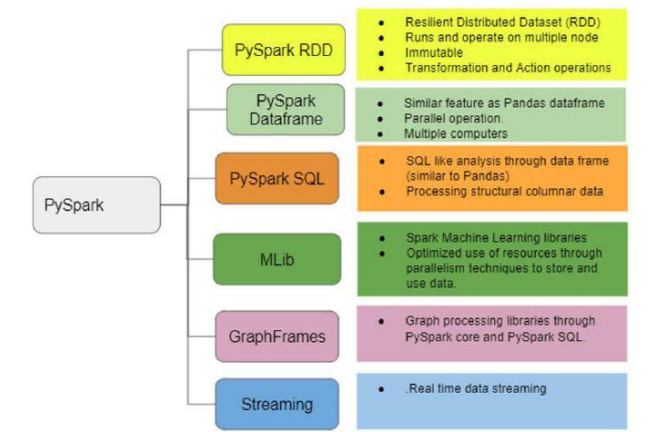 PySpark
PySpark RDD
• Resilient Distributed Dataset (RDD)
• Runs and operate on multiple node
• Immutable
• Transformation and Action operations
PySpark
Dataframe
• Similar feature as Pandas dataframe
• Parallel operation.
• Multiple computers
PySpark SQL
• SQL like analysis through data frame
(similar to Pandas)
• Processing structural columnar data
MLib
• Spark Machine Learning libraries
• Optimized use of resources through
parallelism techniques to store and
use data.
GraphFrames
• Graph processing libraries through
PySpark core and PySpark SQL.
Streaming
• .Real time data streaming